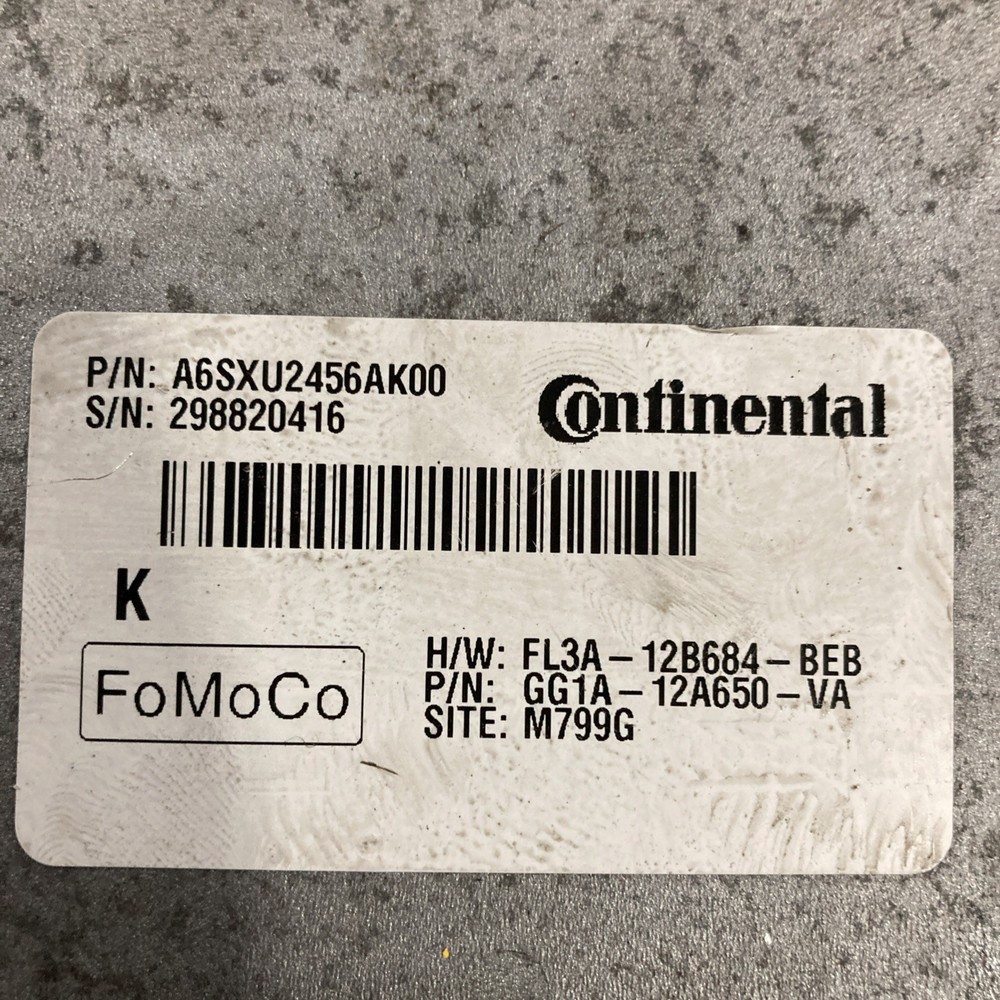 P/N: A6SXU2456AK00
S/N: 298820416
Continental
K
FoMoCo
H/W: FL3A-12B684-BEB
P/N: GG1A-12A650-VA
SITE: M799G